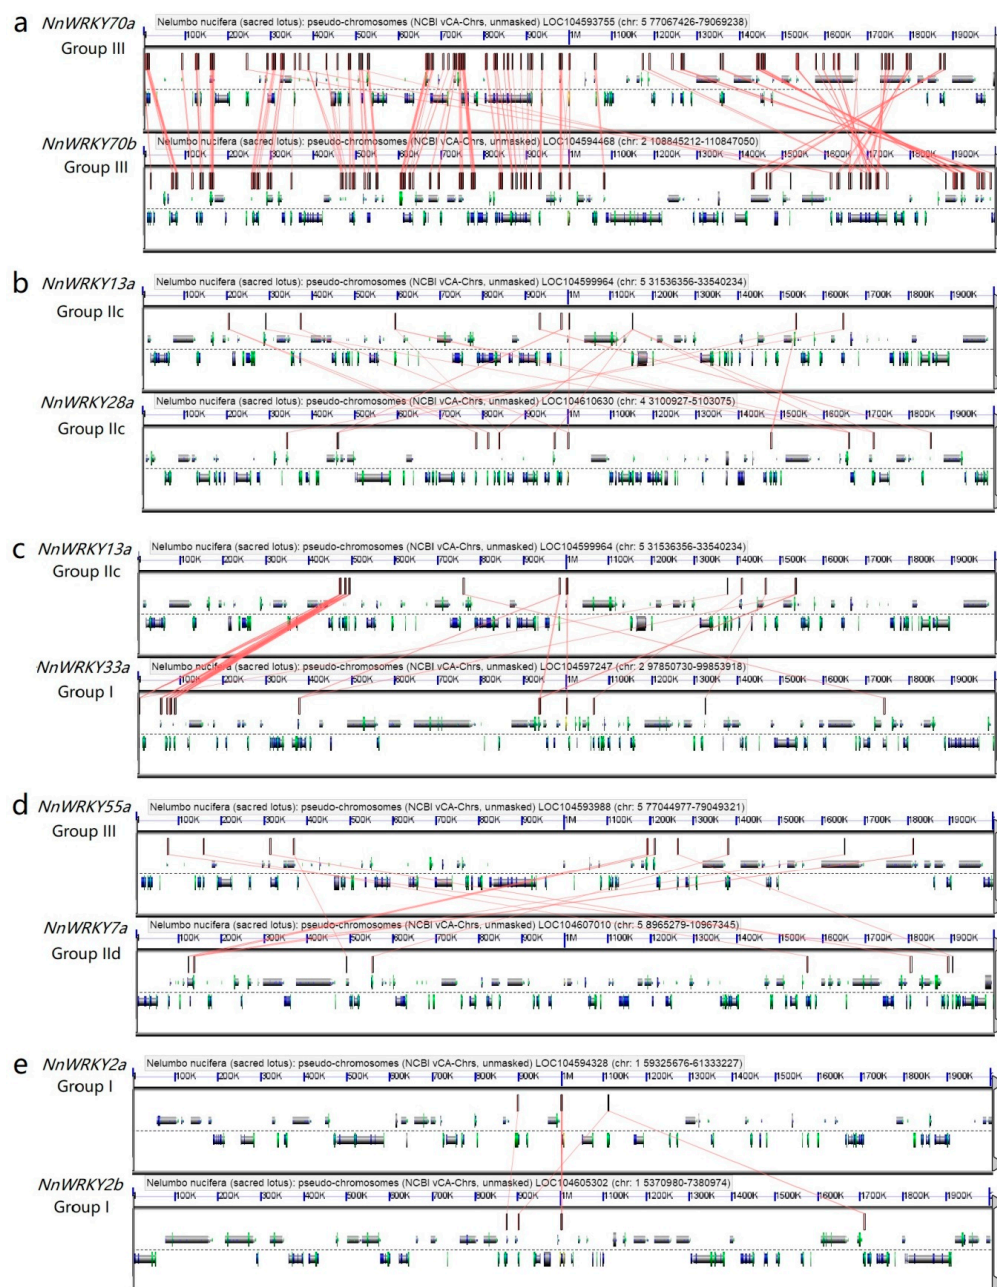 a NnWRKY70a Nelumbo nucifera (sacred lotus): pseudo-chromosomes (NCBI vCA-Chrs, unmasked) LOC104593755 (chr: 5 77067426-79069238)
Group III 100K 200K 300K 400K 500K 600K 700K 800K 900K 1M 1100K 1200K 1300K 1400K 1500K 1600K 1700K 1800K 1900K
NnWRKY70b Nelumbo nucifera (sacred lotus): pseudo-chromosomes (NCBI vCA-Chrs, unmasked) LOC104594468 (chr: 2 108845212-110847050)
Group III 100K 200K 300K 400K 500K 600K 700K 800K 900K 1M 1100K 1200K 1300K 1400K 1500K 1600K 1700K 1800K 1900K
b NnWRKY13a Nelumbo nucifera (sacred lotus): pseudo-chromosomes (NCBI vCA-Chrs, unmasked) LOC104599964 (chr: 5 31536356-33540234)
Group IIc 100K 200K 300K 400K 500K 600K 700K 800K 900K 1M 1100K 1200K 1300K 1400K 1500K 1600K 1700K 1800K 1900K
NnWRKY28a Nelumbo nucifera (sacred lotus): pseudo-chromosomes (NCBI vCA-Chrs, unmasked) LOC104610630 (chr: 4 3100927-5103075)
Group IIc 100K 200K 300K 400K 500K 600K 700K 800K 900K 1M 1100K 1200K 1300K 1400K 1500K 1600K 1700K 1800K 1900K
c NnWRKY13a Nelumbo nucifera (sacred lotus): pseudo-chromosomes (NCBI vCA-Chrs, unmasked) LOC104599964 (chr: 5 31536356-33540234)
Group IIc 100K 200K 300K 400K 500K 600K 700K 800K 900K 1M 1100K 1200K 1300K 1400K 1500K 1600K 1700K 1800K 1900K
NnWRKY33a Nelumbo nucifera (sacred lotus): pseudo-chromosomes (NCBI vCA-Chrs, unmasked) LOC104597247 (chr: 2 97850730-99853918)
Group I 100K 200K 300K 400K 500K 600K 700K 800K 900K 1M 1100K 1200K 1300K 1400K 1500K 1600K 1700K 1800K 1900K
d NnWRKY55a Nelumbo nucifera (sacred lotus): pseudo-chromosomes (NCBI vCA-Chrs, unmasked) LOC104593988 (chr: 5 77044977-79049321)
Group III 100K 200K 300K 400K 500K 600K 700K 800K 900K 1M 1100K 1200K 1300K 1400K 1500K 1600K 1700K 1800K 1900K
NnWRKY7a Nelumbo nucifera (sacred lotus): pseudo-chromosomes (NCBI vCA-Chrs, unmasked) LOC104607010 (chr: 5 8965279-10967345)
Group IId 100K 200K 300K 400K 500K 600K 700K 800K 900K 1M 1100K 1200K 1300K 1400K 1500K 1600K 1700K 1800K 1900K
e NnWRKY2a Nelumbo nucifera (sacred lotus): pseudo-chromosomes (NCBI vCA-Chrs, unmasked) LOC104594328 (chr: 1 59325676-61333227)
Group I 100K 200K 300K 400K 500K 600K 700K 800K 900K 1M 1100K 1200K 1300K 1400K 1500K 1600K 1700K 1800K 1900K
NnWRKY2b Nelumbo nucifera (sacred lotus): pseudo-chromosomes (NCBI vCA-Chrs, unmasked) LOC104605302 (chr: 1 5370980-7380974)
Group I 100K 200K 300K 400K 500K 600K 700K 800K 900K 1M 1100K 1200K 1300K 1400K 1500K 1600K 1700K 1800K 1900K